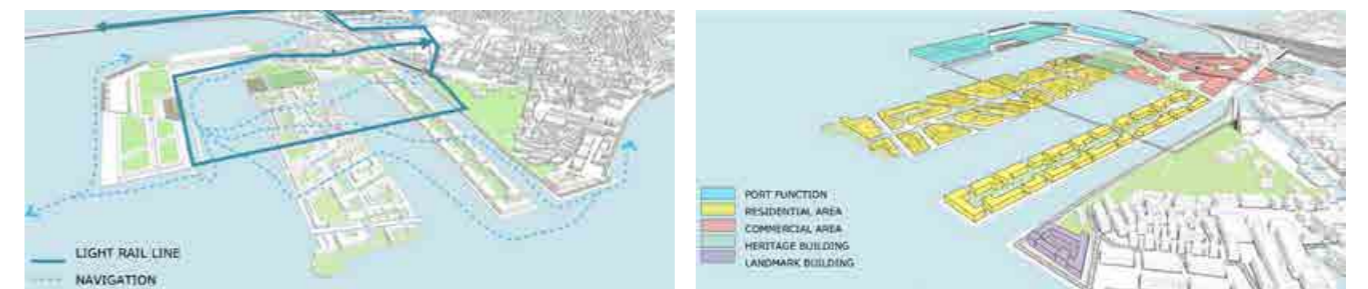 LIGHT RAIL LINE
NAVIGATION
PORT FUNCTION
RESIDENTIAL AREA
COMMERCIAL AREA
HERITAGE BUILDING
LANDMARK BUILDING